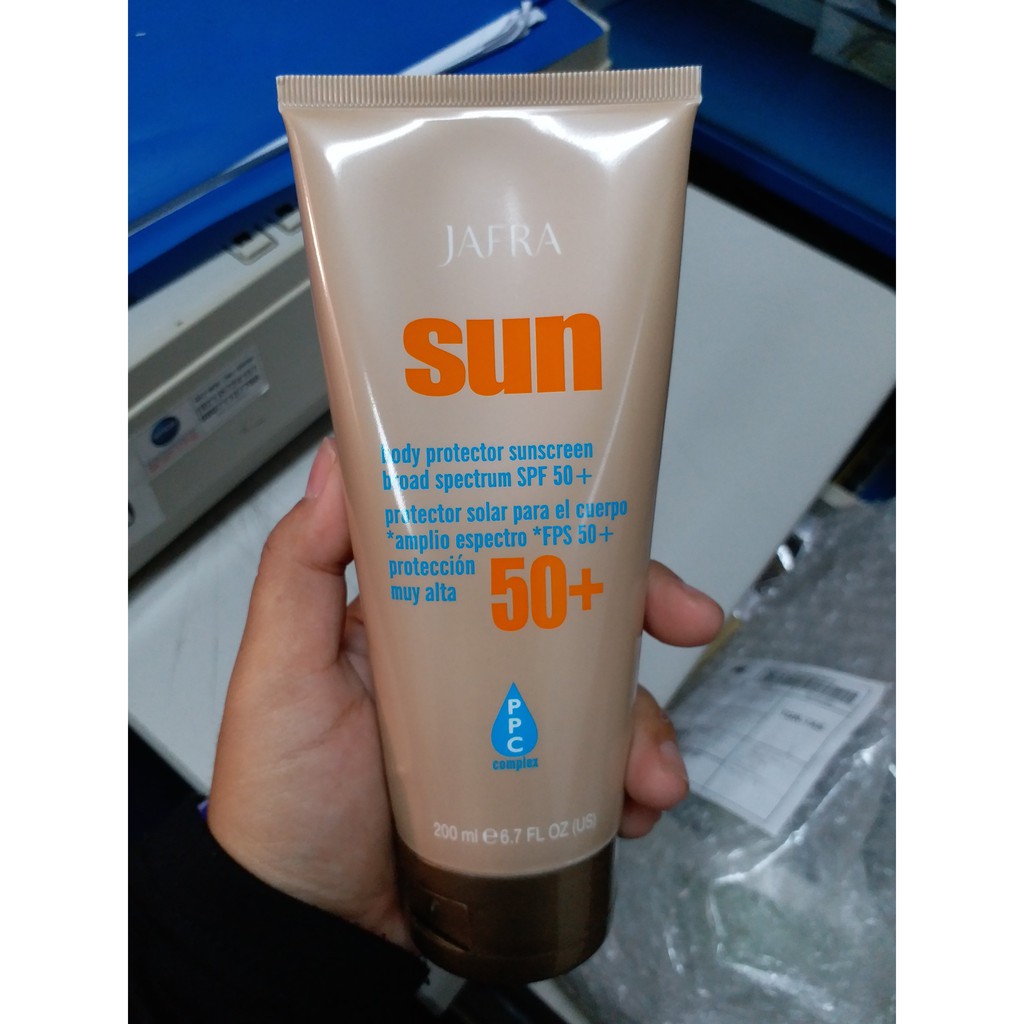 JAFRA
sun
body protector sunscreen
broad spectrum SPF 50+
protector solar para el cuerpo
*amplio espectro *FPS 50+
protección
muy alta
50+
P
P
C
complex
200 ml ℮ 6.7 FL OZ (US)